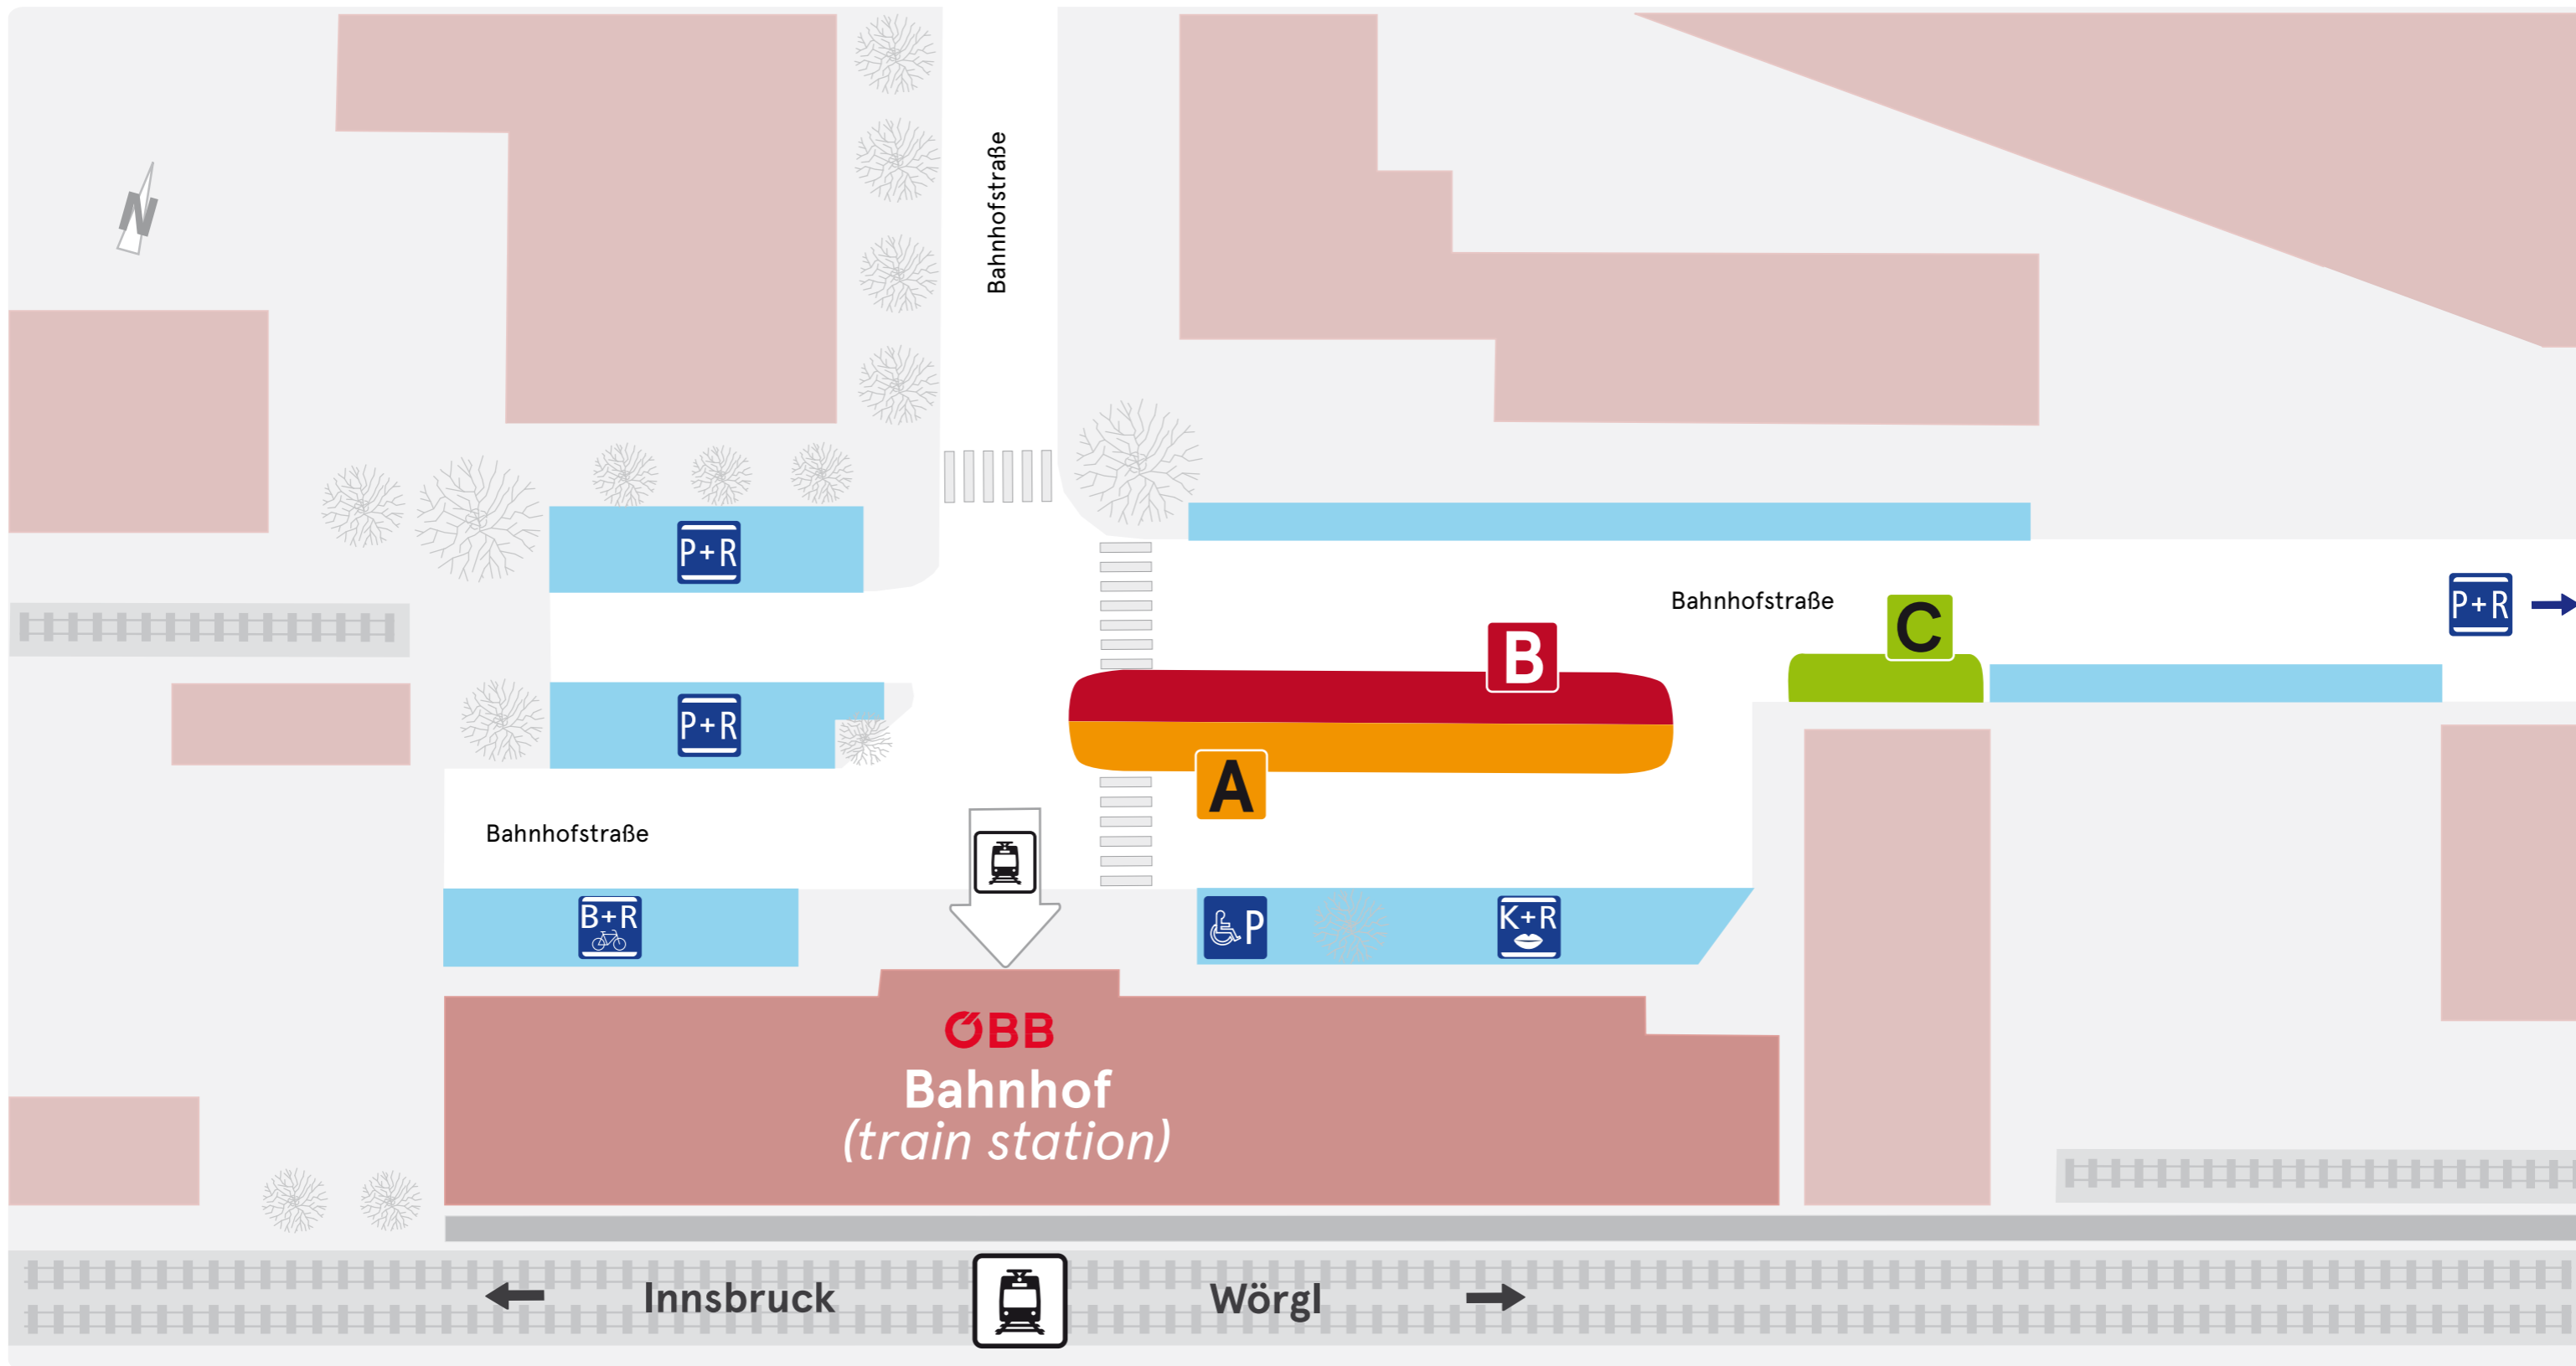 Bahnhofstraße
N
P+R
Bahnhofstraße
C
P+R
B
P+R
A
Bahnhofstraße
B+R
P
K+R
ÖBB
Bahnhof
(train station)
Innsbruck
Wörgl